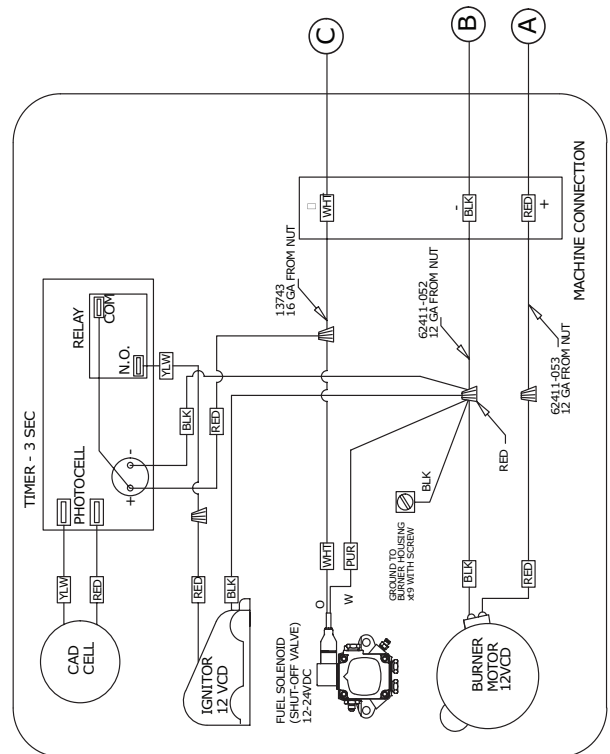 TIMER - 3 SEC
PHOTOCELL
RELAY
COM
N.O.
+
-
YLW
RED
CAD
CELL
YLW
BLK
RED
RED
BLK
IGNITOR
12 VCD
FUEL SOLENOID
(SHUT-OFF VALVE)
12-24VDC
O
W
WHT
PUR
GROUND TO
BURNER HOUSING
xt9 WITH SCREW
BLK
RED
BLK
RED
BURNER
MOTOR
12VCD
13743
16 GA FROM NUT
62411-052
12 GA FROM NUT
62411-053
12 GA FROM NUT
WHT
-
BLK
RED
+
MACHINE CONNECTION
C
B
A